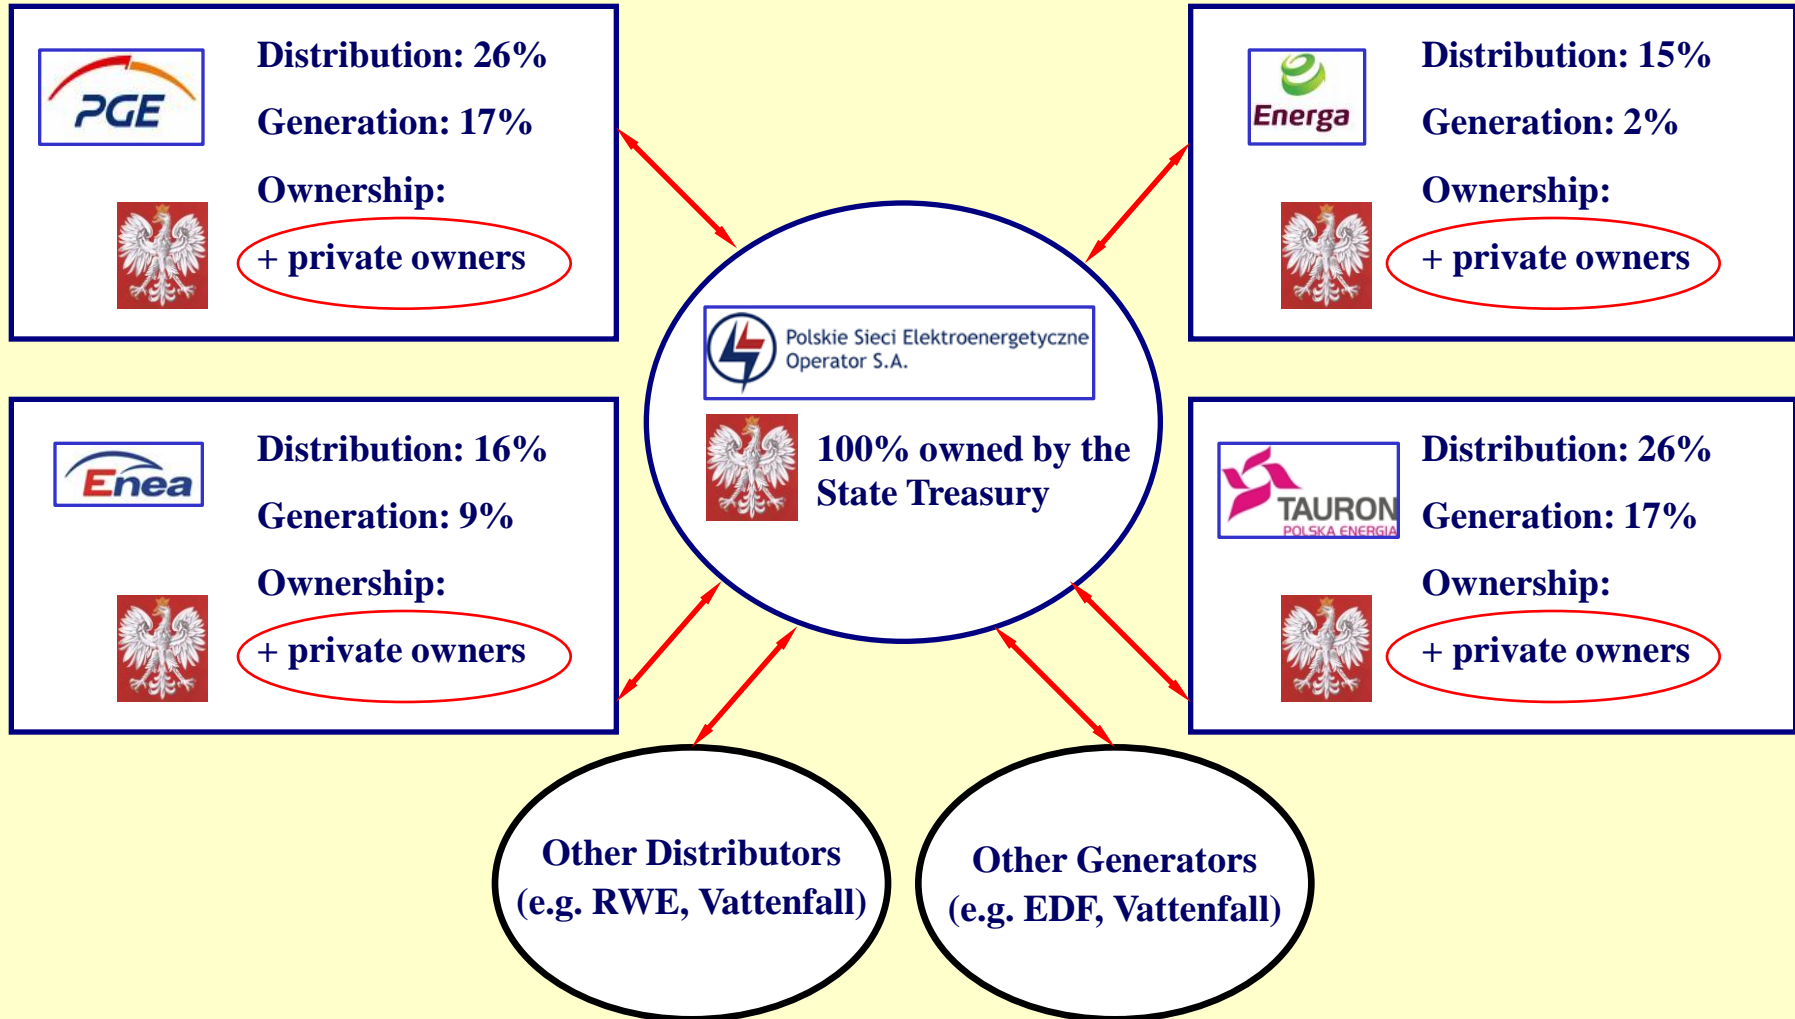 PGE
Distribution: 26%
Generation: 17%
Ownership:
+ private owners
Energa
Distribution: 15%
Generation: 2%
Ownership:
+ private owners
Polskie Sieci Elektroenergetyczne
Operator S.A.
100% owned by the
State Treasury
Enea
Distribution: 16%
Generation: 9%
Ownership:
+ private owners
TAURON
POLSKA ENERGIA
Distribution: 26%
Generation: 17%
Ownership:
+ private owners
Other Distributors
(e.g. RWE, Vattenfall)
Other Generators
(e.g. EDF, Vattenfall)